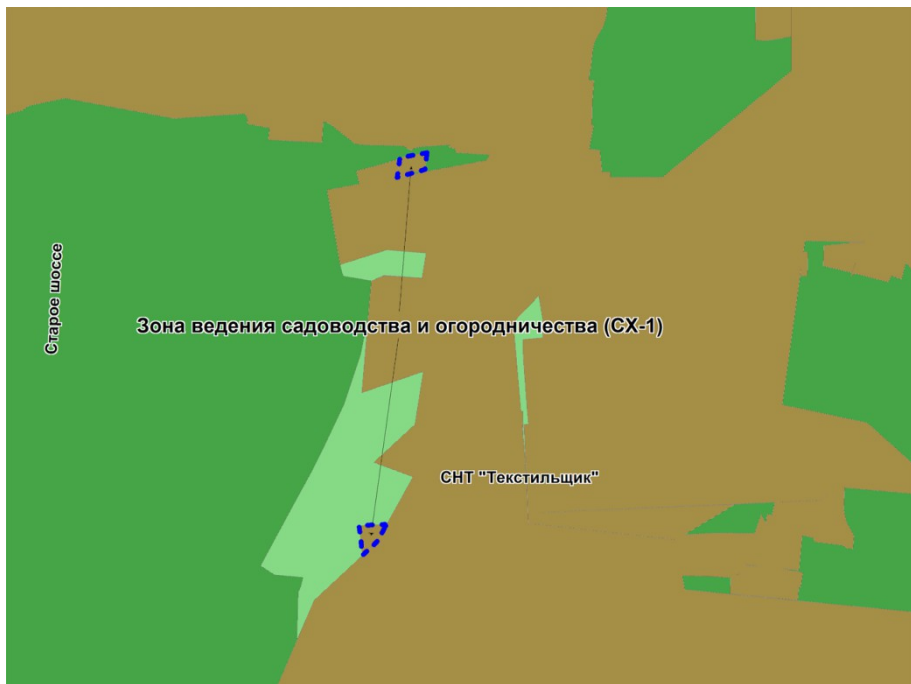 Старое шоссе
Зона ведения садоводства и огородничества (СХ-1)
СНТ "Текстильщик"